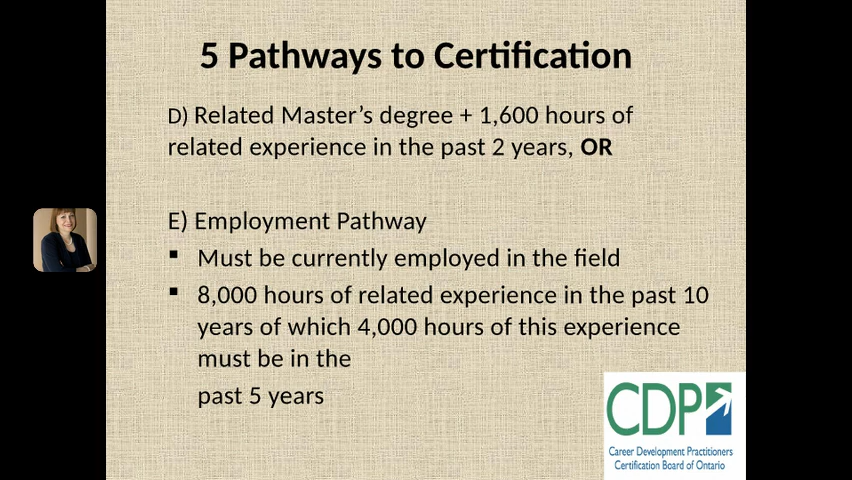 5 Pathways to Certification
D) Related Master’s degree + 1,600 hours of
related experience in the past 2 years, OR
E) Employment Pathway
▪ Must be currently employed in the field
▪ 8,000 hours of related experience in the past 10
years of which 4,000 hours of this experience
must be in the
past 5 years
CDP
Career Development Practitioners
Certification Board of Ontario